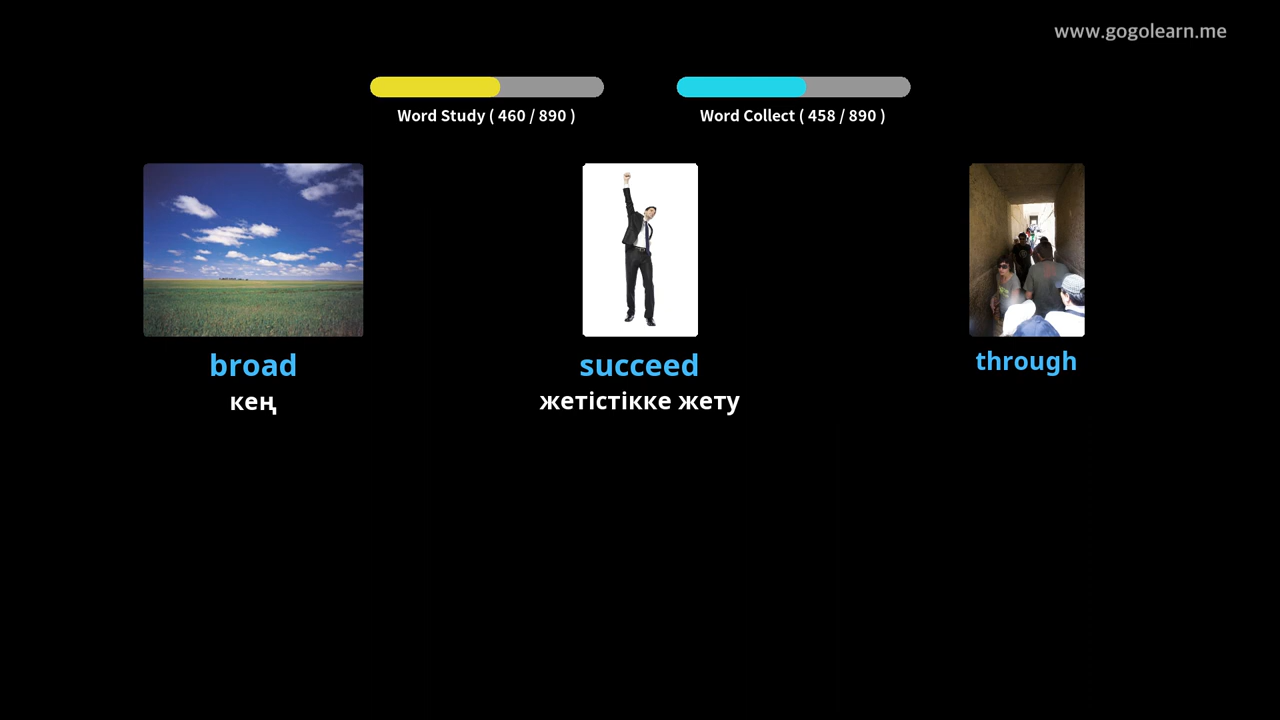 www.gogolearn.me
Word Study ( 460 / 890 )
Word Collect ( 458 / 890 )
broad
кең
succeed
жетістікке жету
through